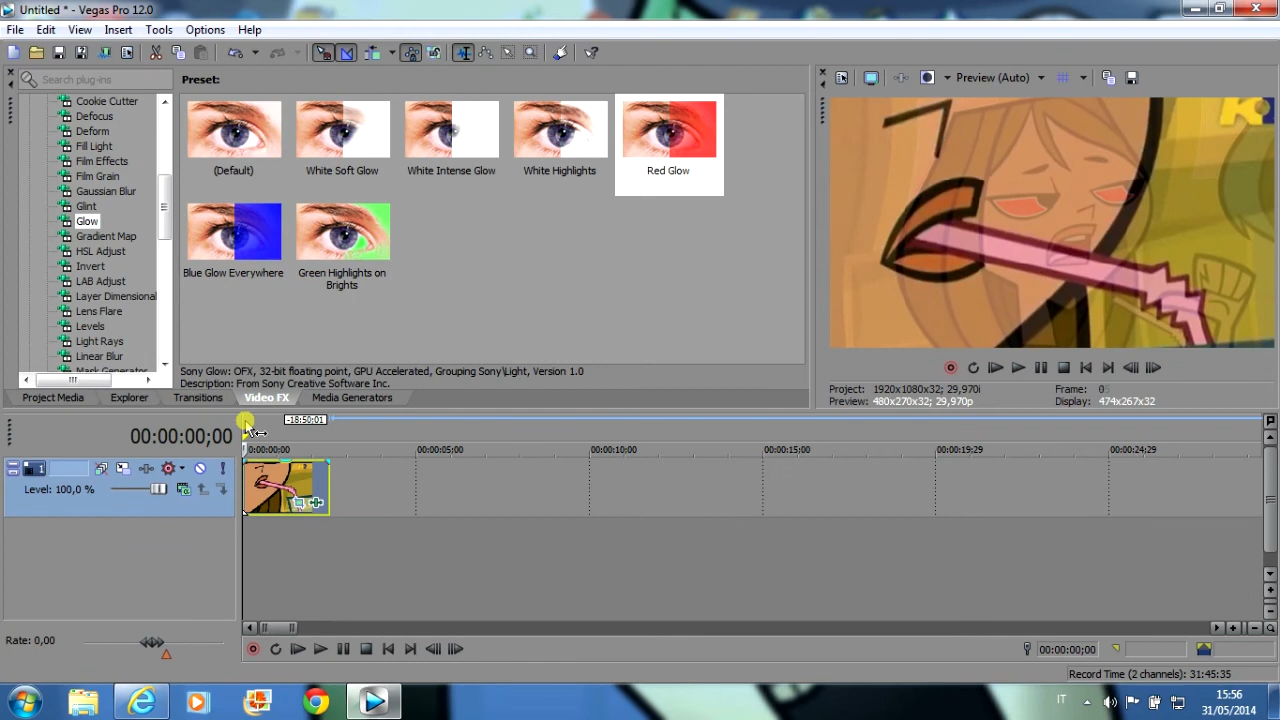 Untitled * - Vegas Pro 12.0
File Edit View Insert Tools Options Help
Search plug-ins
Preset:
Preview (Auto)
Cookie Cutter
Defocus
Deform
Fill Light
Film Effects
Film Grain
Gaussian Blur
Glint
Glow
Gradient Map
HSL Adjust
Invert
LAB Adjust
Layer Dimensional
Lens Flare
Levels
Light Rays
Linear Blur
(Default)
White Soft Glow
White Intense Glow
White Highlights
Red Glow
Blue Glow Everywhere
Green Highlights on
Brights
Sony Glow: OFX, 32-bit floating point, GPU Accelerated, Grouping Sony\Light, Version 1.0
Description: From Sony Creative Software Inc.
Project Media Explorer Transitions Video FX Media Generators
K
Project: 1920x1080x32; 29,970i
Preview: 480x270x32; 29,970p
Frame: 0
Display: 474x267x32
00:00:00;00
-18:50:01
00:00:00;00 00:00:05;00 00:00:10;00 00:00:15;00 00:00:19;29 00:00:24;29
1
Level: 100,0 %
Rate: 0,00
00:00:00;00
Record Time (2 channels): 31:45:35
IT
15:56
31/05/2014